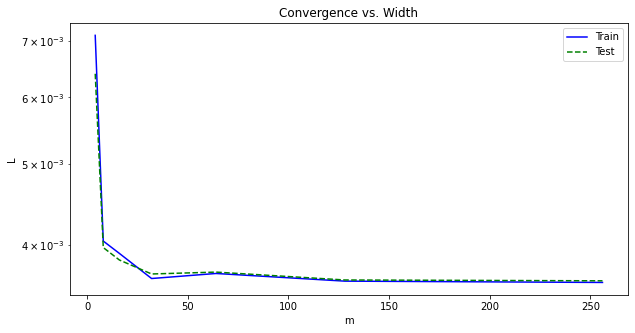 Convergence vs. Width
Train
Test
7 × 10⁻³
6 × 10⁻³
5 × 10⁻³
4 × 10⁻³
L
0
50
100
150
200
250
m